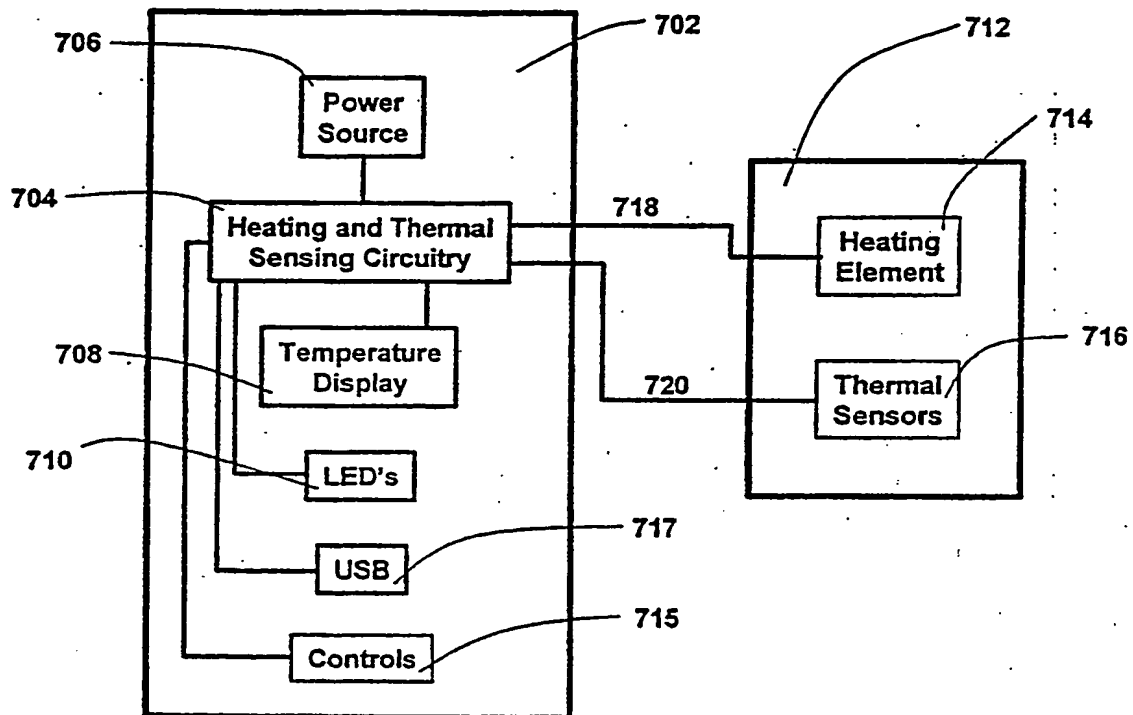 702
706
712
Power
Source
714
704
718
Heating and Thermal
Sensing Circuitry
Heating
Element
708
Temperature
Display
716
720
Thermal
Sensors
710
LED's
717
USB
715
Controls